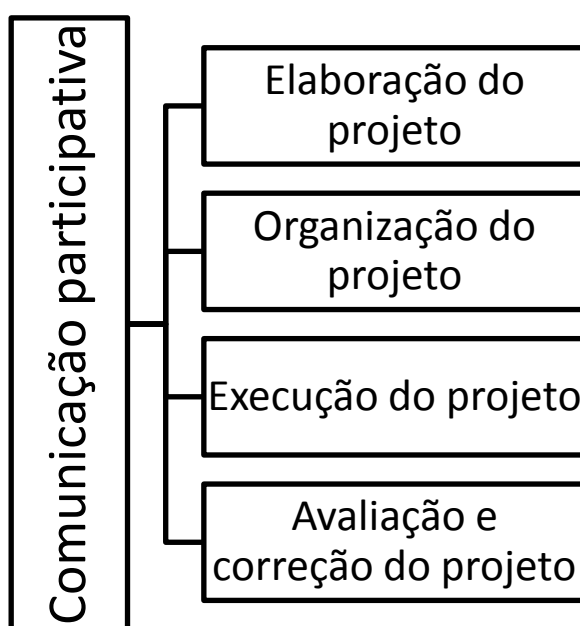 Comunicação participativa
Elaboração do
projeto
Organização do
projeto
Execução do projeto
Avaliação e
correção do projeto